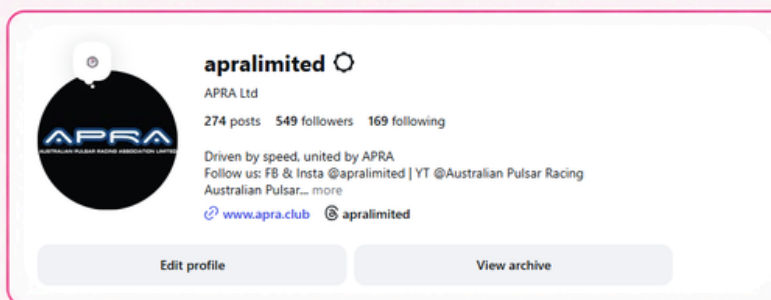 apralimited
APRA Ltd
274 posts 549 followers 169 following
APRA
AUSTRALIAN PULSAR RACING ASSOCIATION LIMITED
Driven by speed, united by APRA
Follow us: FB & Insta @apralimited | YT @Australian Pulsar Racing
Australian Pulsar... more
www.apra.club apralimited
Edit profile View archive